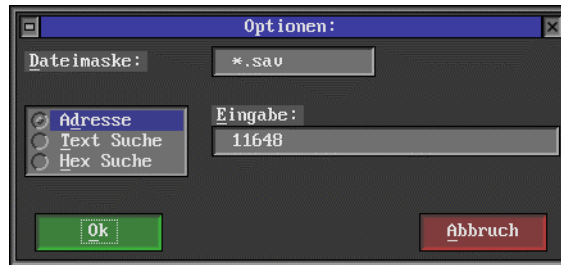 Optionen:
Dateimaske:
*.sav
Adresse
Text Suche
Hex Suche
Eingabe:
11648
Ok
Abbruch